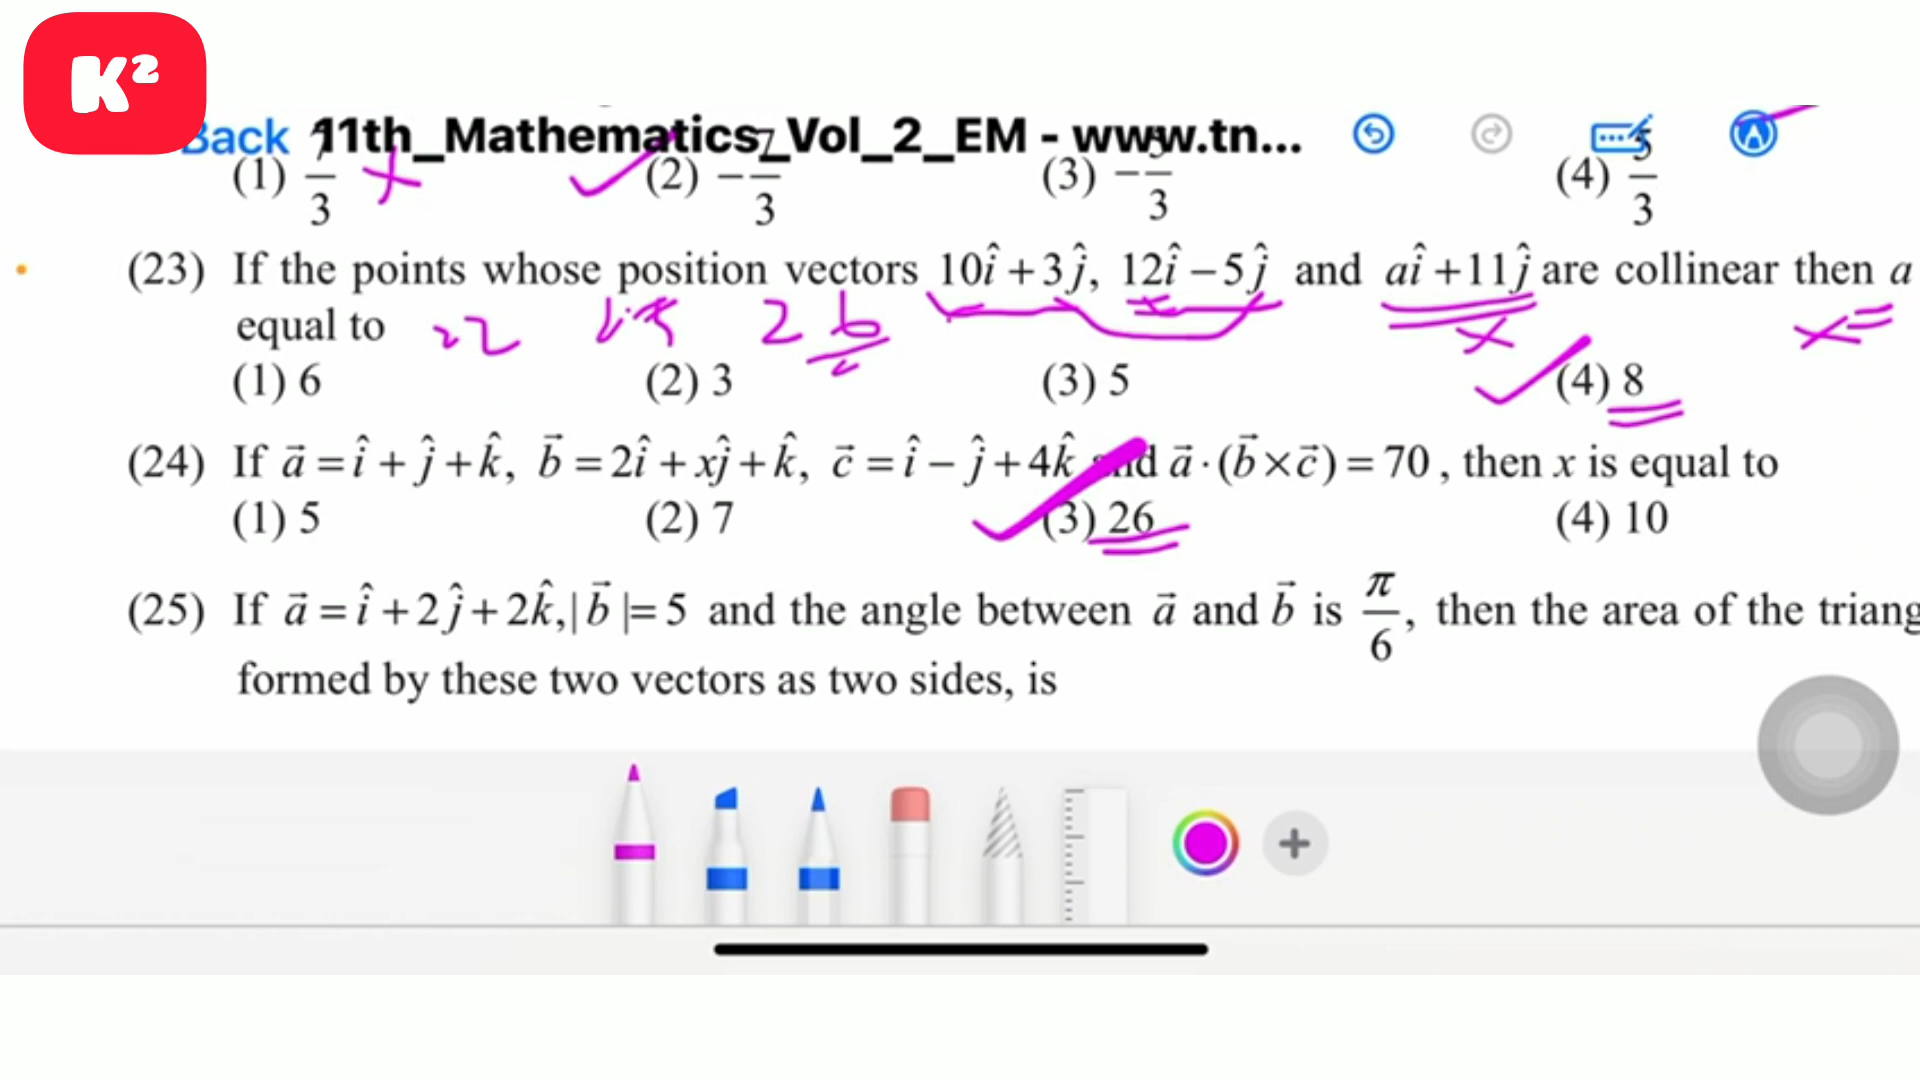 K²
Back 11th_Mathematics_Vol_2_EM - www.tn...
(1) 7/3 (2) -7/3 (3) -5/3 (4) 5/3
(23) If the points whose position vectors 10î + 3ĵ, 12î − 5ĵ and aî + 11ĵ are collinear then a
equal to
(1) 6 (2) 3 (3) 5 (4) 8
(24) If a⃗ = î + ĵ + k̂, b⃗ = 2î + xĵ + k̂, c⃗ = î − ĵ + 4k̂ and a⃗ · (b⃗ × c⃗) = 70, then x is equal to
(1) 5 (2) 7 (3) 26 (4) 10
(25) If a⃗ = î + 2ĵ + 2k̂, | b⃗ | = 5 and the angle between a⃗ and b⃗ is π/6, then the area of the triang
formed by these two vectors as two sides, is